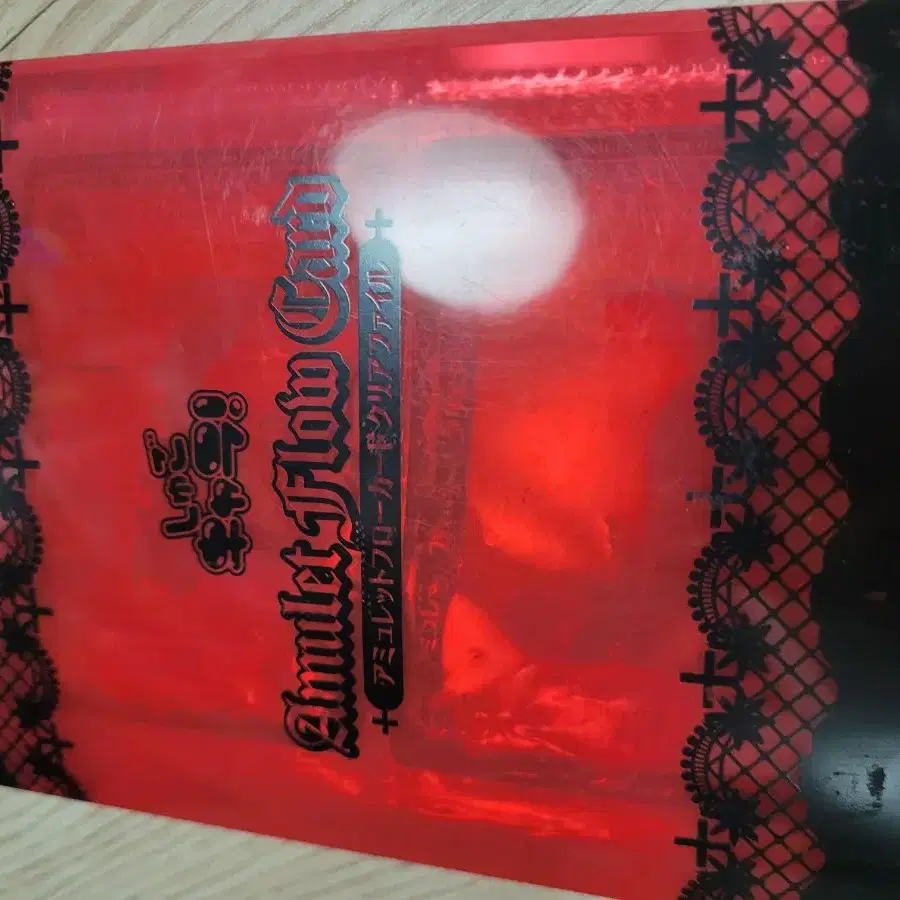 しゅご
キャラ!
Amulet Flow Card
アミュレットフローカード クリアファイル